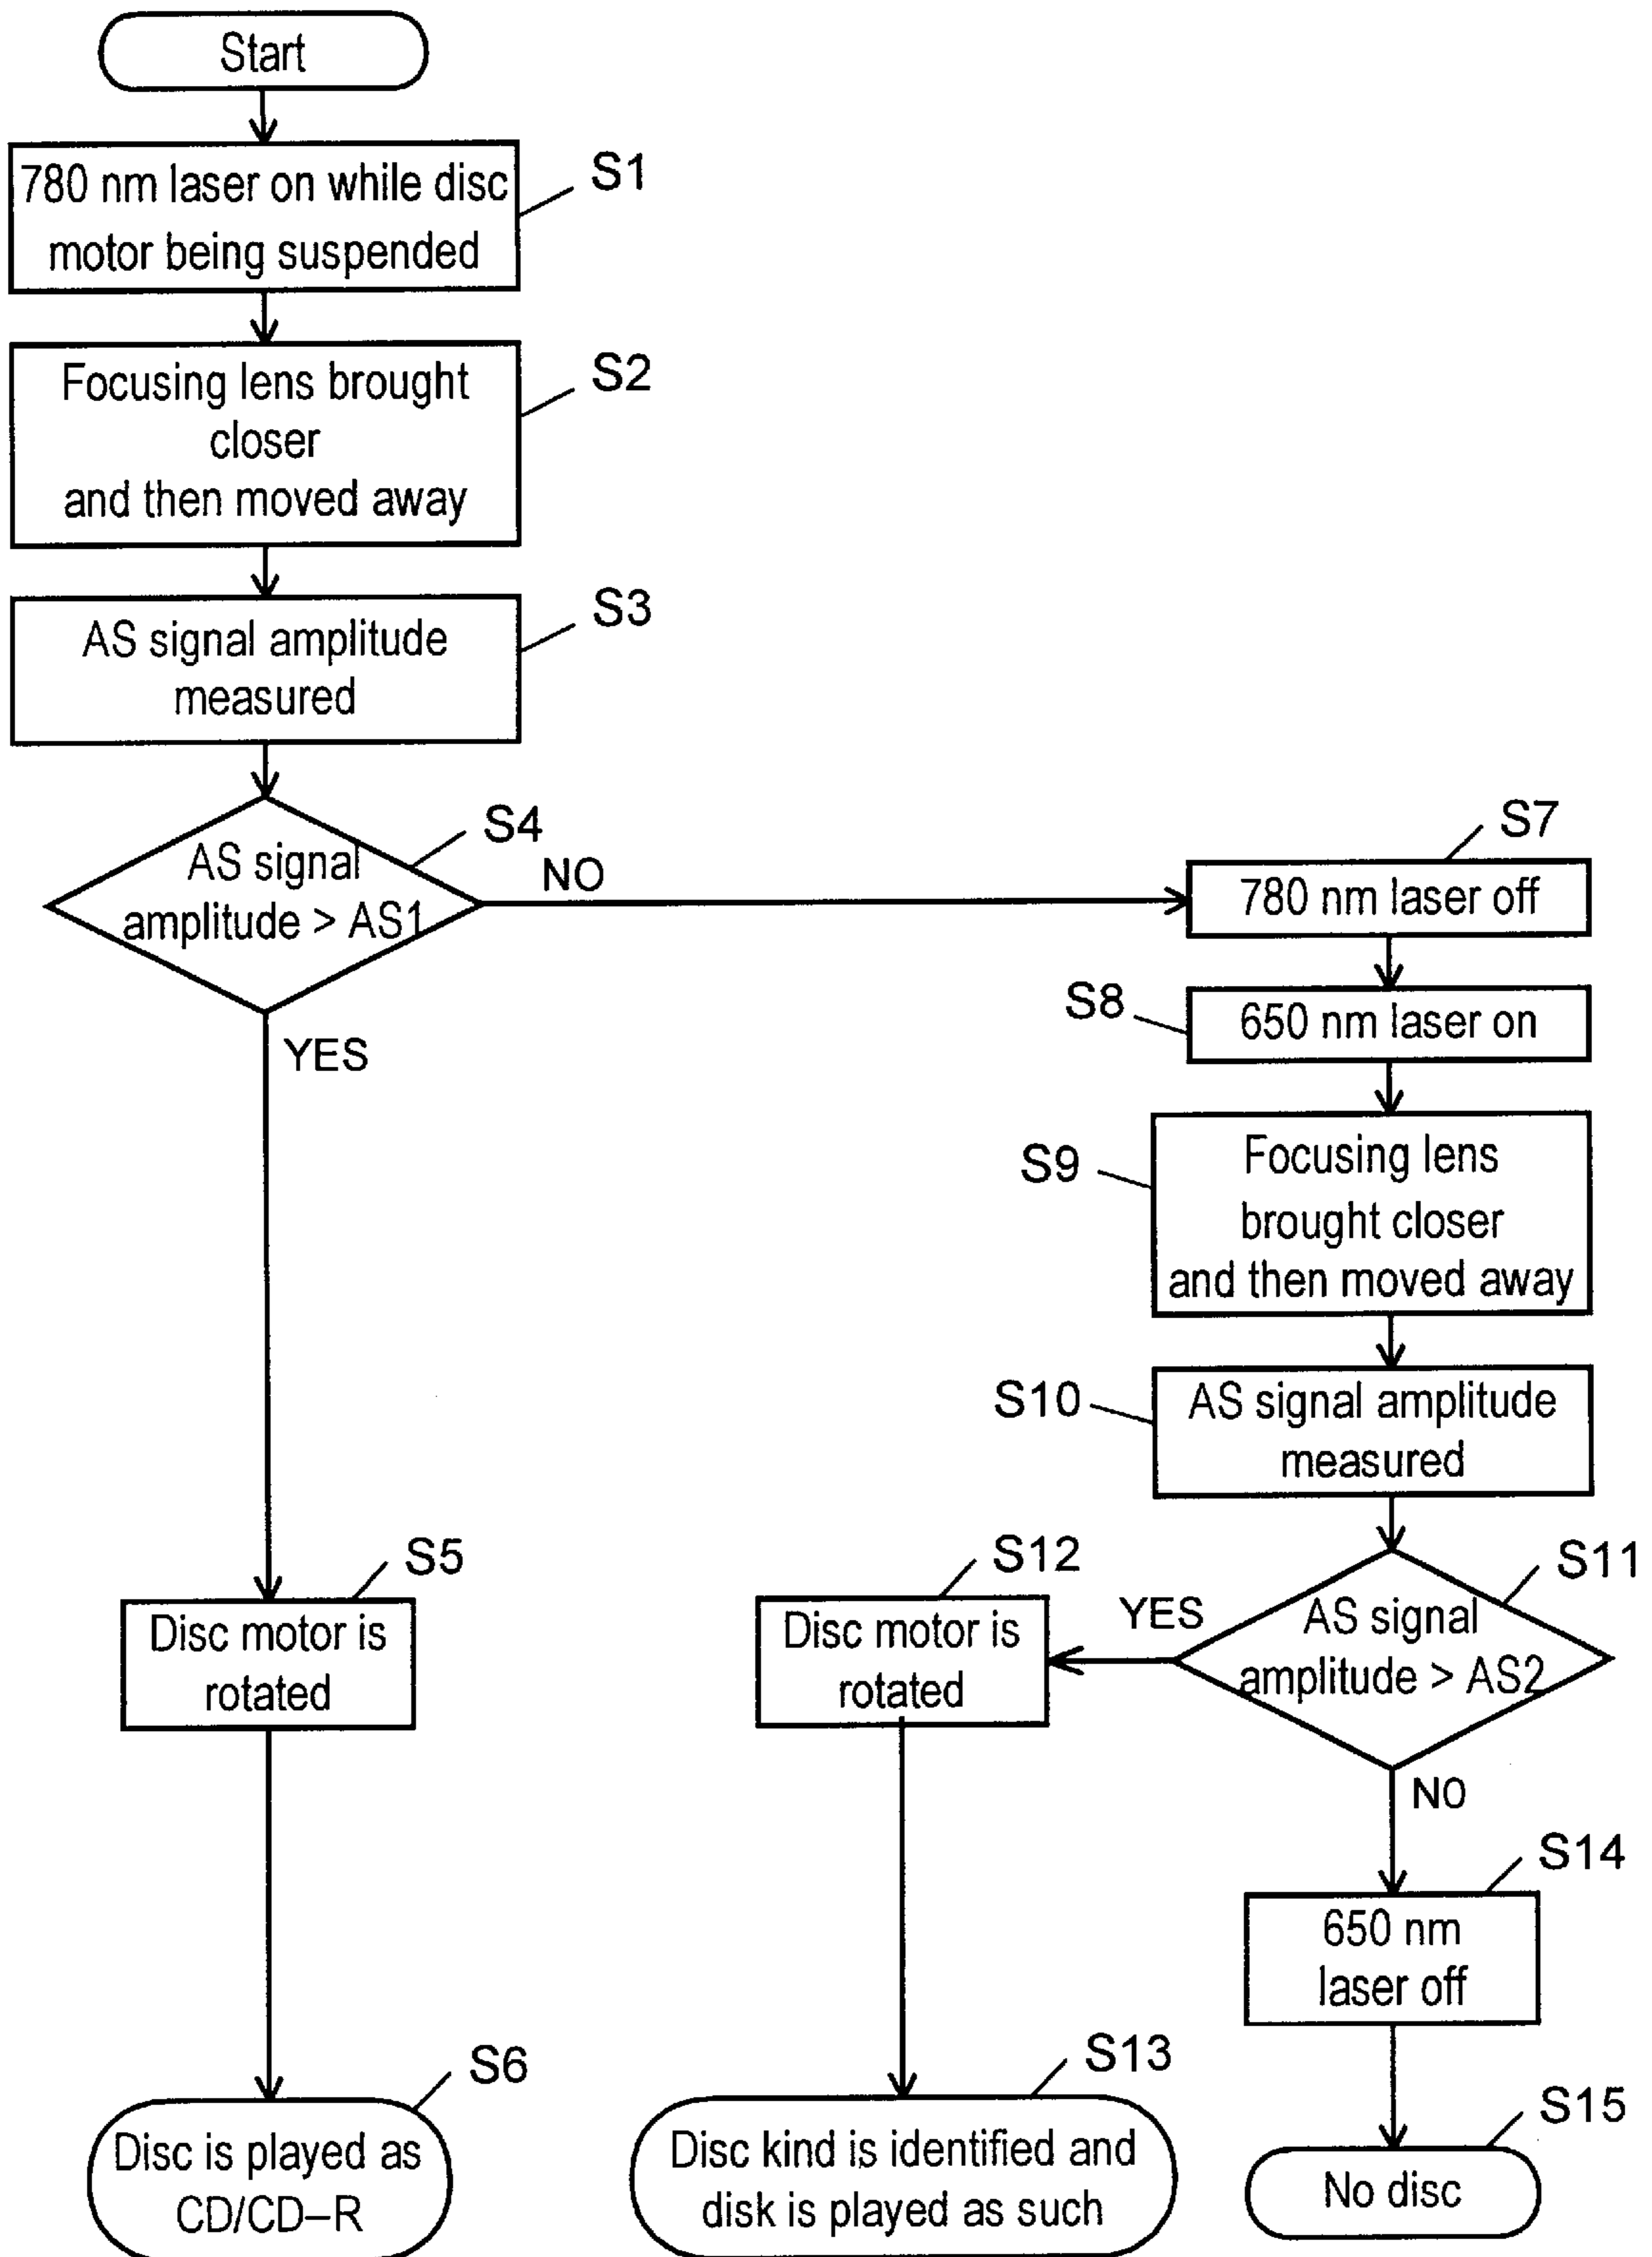 Start
780 nm laser on while disc
motor being suspended
S1
Focusing lens brought
closer
and then moved away
S2
AS signal amplitude
measured
S3
AS signal
amplitude > AS1
S4
NO
YES
S7
780 nm laser off
S8
650 nm laser on
S9
Focusing lens
brought closer
and then moved away
S10
AS signal amplitude
measured
S11
AS signal
amplitude > AS2
YES
NO
S5
Disc motor is
rotated
S12
Disc motor is
rotated
S14
650 nm
laser off
S6
Disc is played as
CD/CD–R
S13
Disc kind is identified and
disk is played as such
S15
No disc